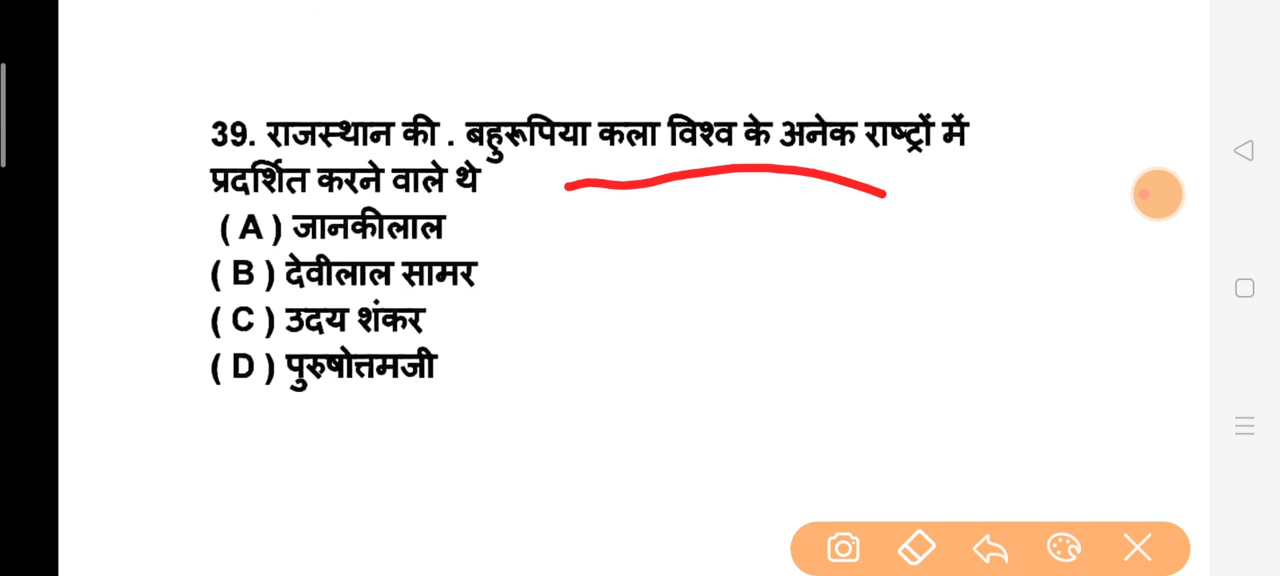 39. राजस्थान की . बहुरूपिया कला विश्व के अनेक राष्ट्रों में
प्रदर्शित करने वाले थे
( A ) जानकीलाल
( B ) देवीलाल सामर
( C ) उदय शंकर
( D ) पुरुषोत्तमजी